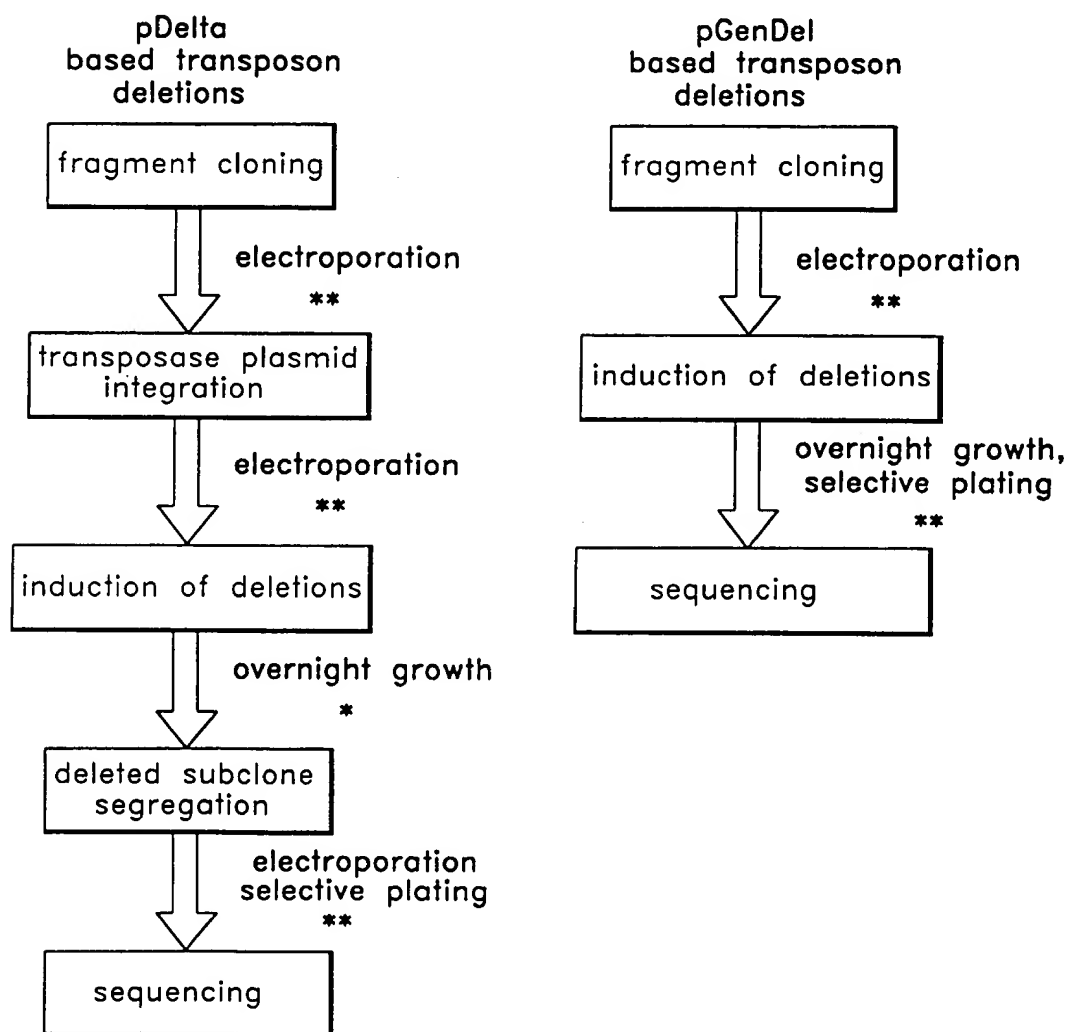 pDelta
based transposon
deletions
fragment cloning
electroporation
**
transposase plasmid
integration
electroporation
**
induction of deletions
overnight growth
*
deleted subclone
segregation
electroporation
selective plating
**
sequencing
pGenDel
based transposon
deletions
fragment cloning
electroporation
**
induction of deletions
overnight growth,
selective plating
**
sequencing